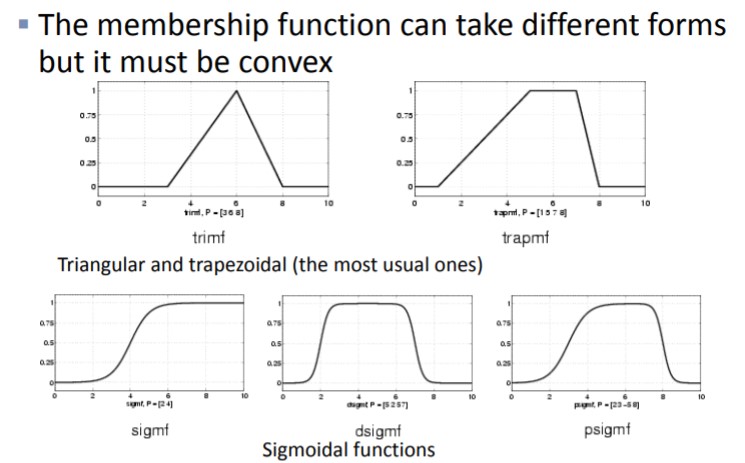 The membership function can take different forms
but it must be convex
1
0.75
0.5
0.25
0
0 2 4 6 8 10
trimf, P = [3 6 8]
trimf
1
0.75
0.5
0.25
0
0 2 4 6 8 10
trapmf, P = [1 5 7 8]
trapmf
Triangular and trapezoidal (the most usual ones)
1
0.75
0.5
0.25
0
0 2 4 6 8 10
sigmf, P = [2 4]
sigmf
1
0.75
0.5
0.25
0
0 2 4 6 8 10
dsigmf, P = [5 2 5 7]
dsigmf
1
0.75
0.5
0.25
0
0 2 4 6 8 10
psigmf, P = [2 3 -5 8]
psigmf
Sigmoidal functions